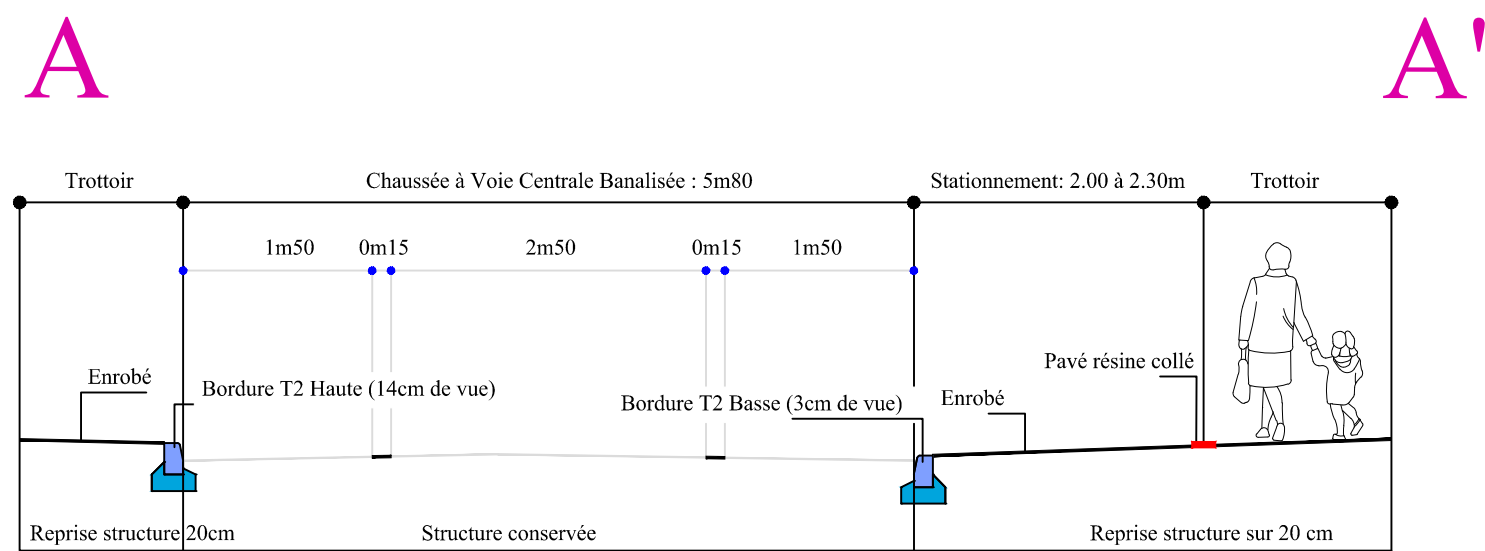 A
A'
Trottoir
Chaussée à Voie Centrale Banalisée : 5m80
Stationnement: 2.00 à 2.30m
Trottoir
1m50
0m15
2m50
0m15
1m50
Enrobé
Bordure T2 Haute (14cm de vue)
Bordure T2 Basse (3cm de vue)
Enrobé
Pavé résine collé
Reprise structure 20cm
Structure conservée
Reprise structure sur 20 cm